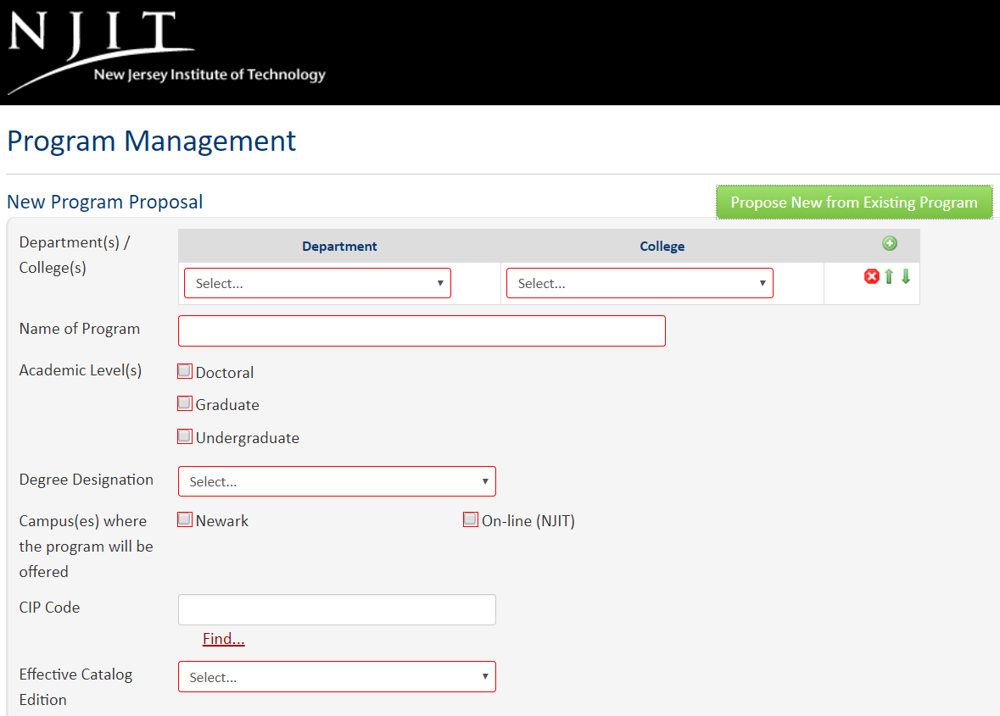 NJIT
New Jersey Institute of Technology
Program Management
New Program Proposal
Propose New from Existing Program
Department(s) /
College(s)
Department College
Select... Select...
Name of Program
Academic Level(s)
Doctoral
Graduate
Undergraduate
Degree Designation
Select...
Campus(es) where
the program will be
offered
Newark
On-line (NJIT)
CIP Code
Find...
Effective Catalog
Edition
Select...